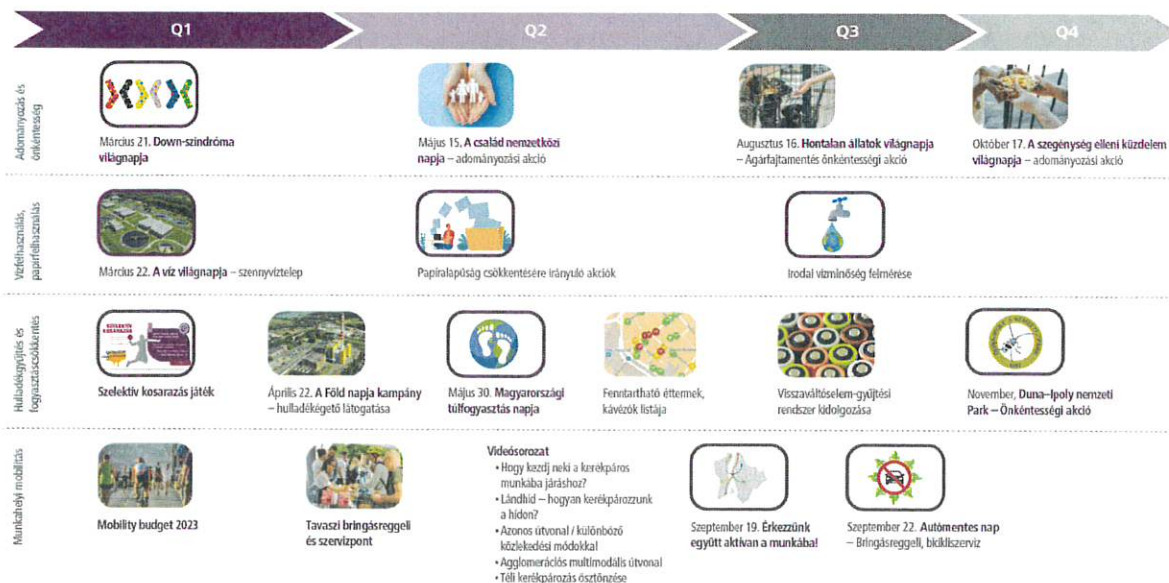 Q1
Q2
Q3
Q4
Adományozás és
önkéntesség
Március 21. Down-szindróma
világnapja
Május 15. A család nemzetközi
napja – adományozási akció
Augusztus 16. Hontalan állatok világnapja
– Agárfajtamentés önkéntességi akció
Október 17. A szegénység elleni küzdelem
világnapja – adományozási akció
Vízfelhasználás,
papírfelhasználás
Március 22. A víz világnapja – szennyvíztelep
Papíralapúság csökkentésére irányuló akciók
Irodai vízminőség felmérése
Hulladékgyűjtés és
fogyasztáscsökkentés
SZELEKTÍV
KOSARAZÁS
Szelektív kosarazás játék
Április 22. A Föld napja kampány
– hulladékégető látogatása
Május 30. Magyarországi
túlfogyasztás napja
Fenntartható éttermek,
kávézók listája
Visszaváltóelem-gyűjtési
rendszer kidolgozása
November, Duna–Ipoly nemzeti
Park – Önkéntességi akció
Munkahelyi mobilitás
Mobility budget 2023
Tavaszi bringásreggeli
és szervizpont
Videósorozat
• Hogy kezdj neki a kerékpáros
munkába járáshoz?
• Lánchíd – hogyan kerékpározzunk
a hídon?
• Azonos útvonal / különböző
közlekedési módokkal
• Agglomerációs multimodális útvonal
• Téli kerékpározás ösztönzése
Szeptember 19. Érkezzünk
együtt aktívan a munkába!
Szeptember 22. Autómentes nap
– Bringásreggeli, bicikliszerviz